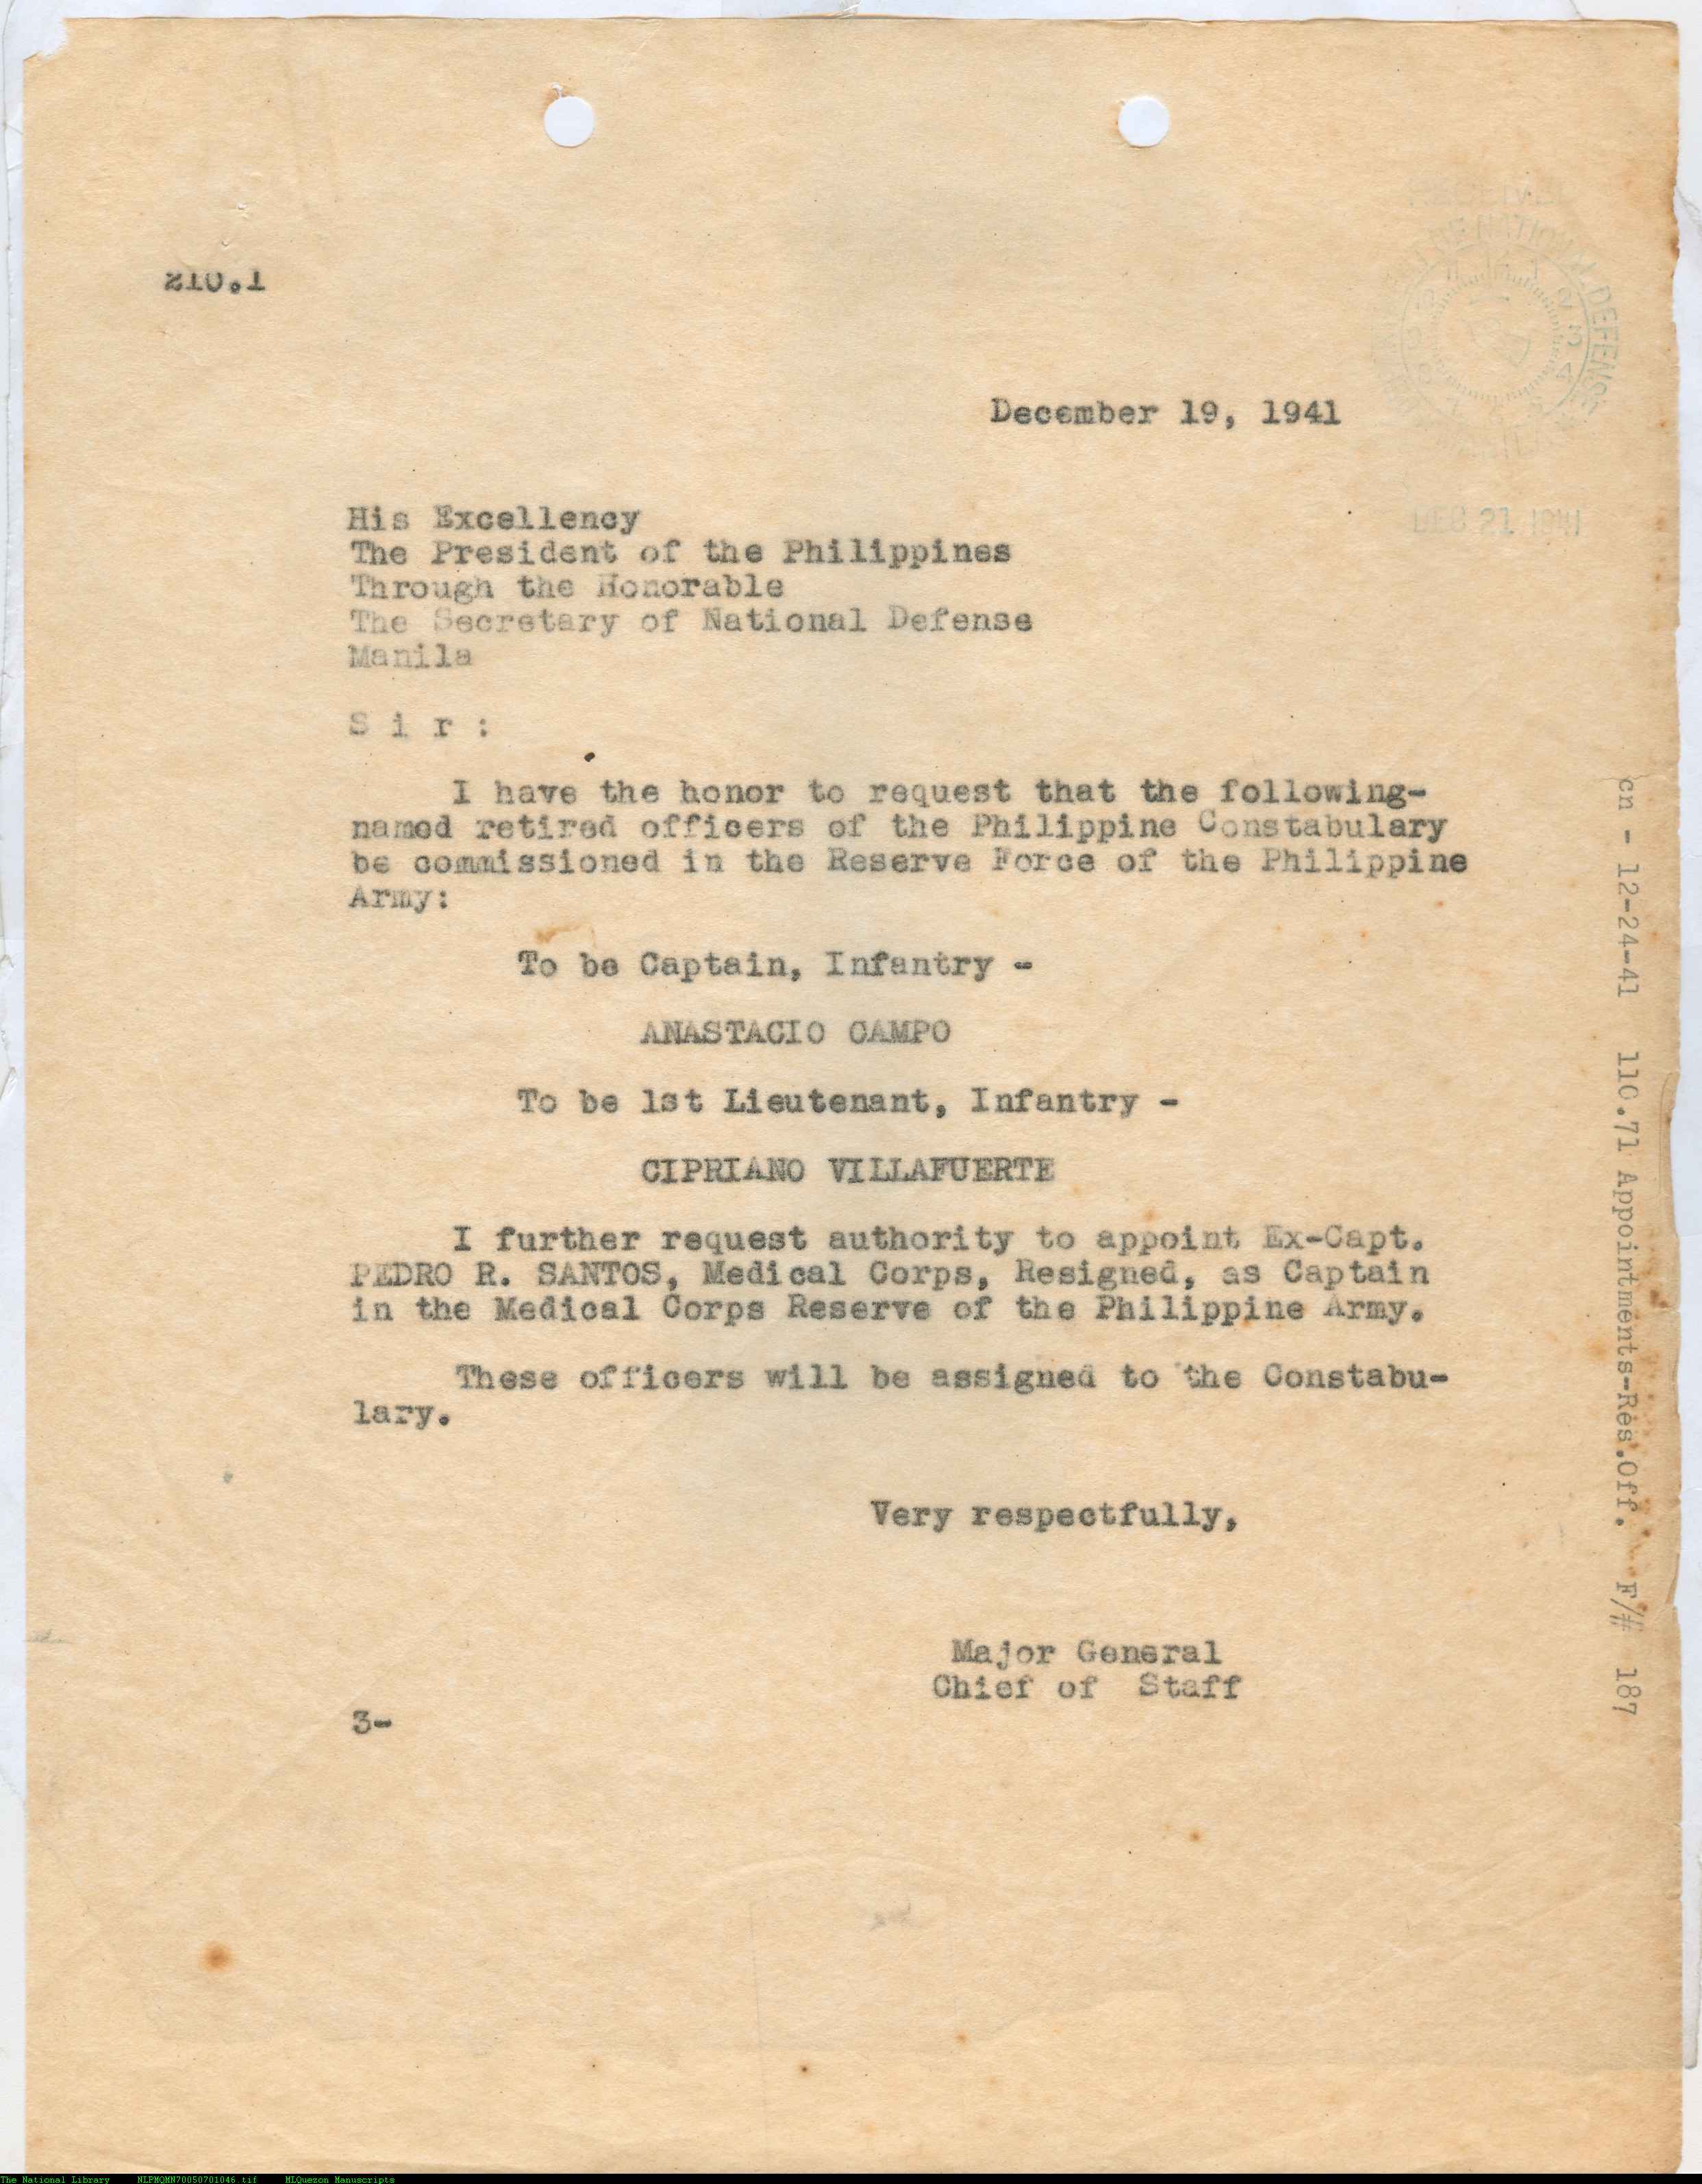 210.1
December 19, 1941
DEC 21 1941
His Excellency
The President of the Philippines
Through the Honorable
The Secretary of National Defense
Manila
S i r :
I have the honor to request that the following-
named retired officers of the Philippine Constabulary
be commissioned in the Reserve Force of the Philippine
Army:
To be Captain, Infantry -
ANASTACIO CAMPO
To be 1st Lieutenant, Infantry -
CIPRIANO VILLAFUERTE
I further request authority to appoint Ex-Capt.
PEDRO R. SANTOS, Medical Corps, Resigned, as Captain
in the Medical Corps Reserve of the Philippine Army.
These officers will be assigned to the Constabu-
lary.
Very respectfully,
Major General
Chief of Staff
3-
cn - 12-24-41 110.71 Appointments-Res.Off. F/# 187
The National Library NLPMQMN70050701046.tif MLQuezon Manuscripts